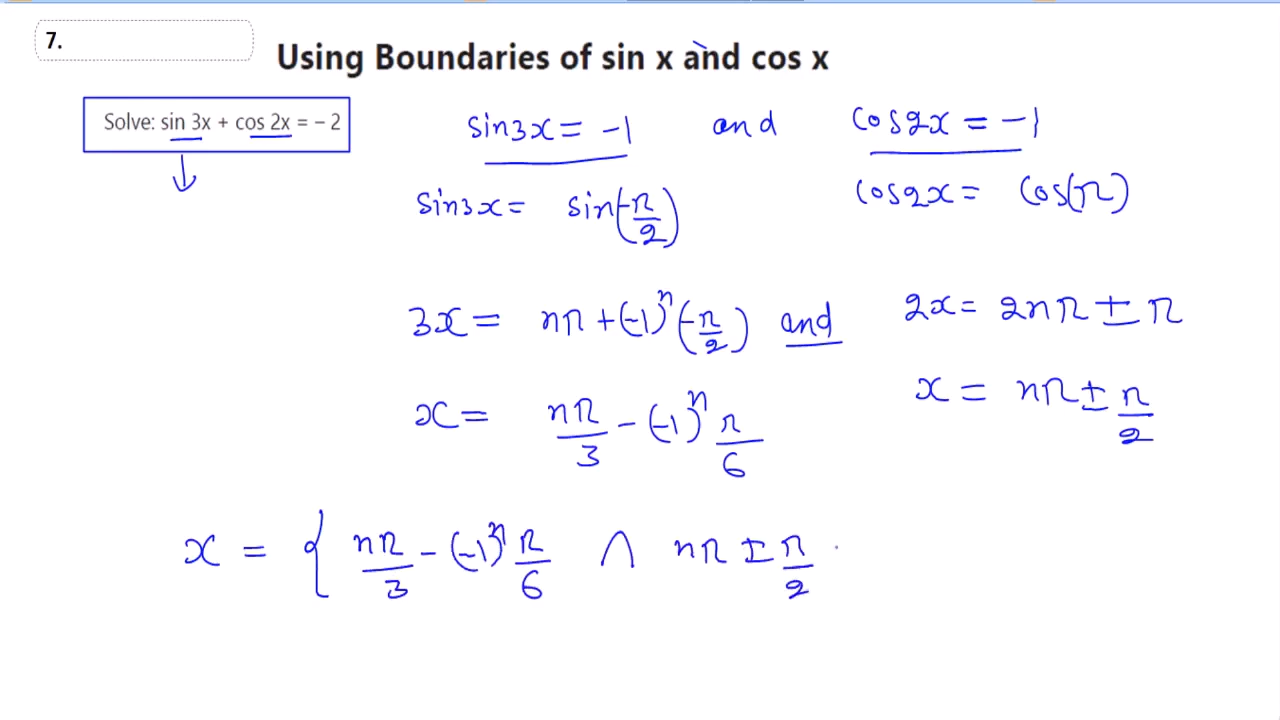 7.
Using Boundaries of sin x and cos x
Solve: sin 3x + cos 2x = – 2
sin3x = -1 and cos2x = -1
sin3x = sin(-π/2) cos2x = cos(π)
3x = nπ + (-1)^n (-π/2) and 2x = 2nπ ± π
x = nπ/3 - (-1)^n π/6 x = nπ ± π/2
x = { nπ/3 - (-1)^n π/6 ∧ nπ ± π/2